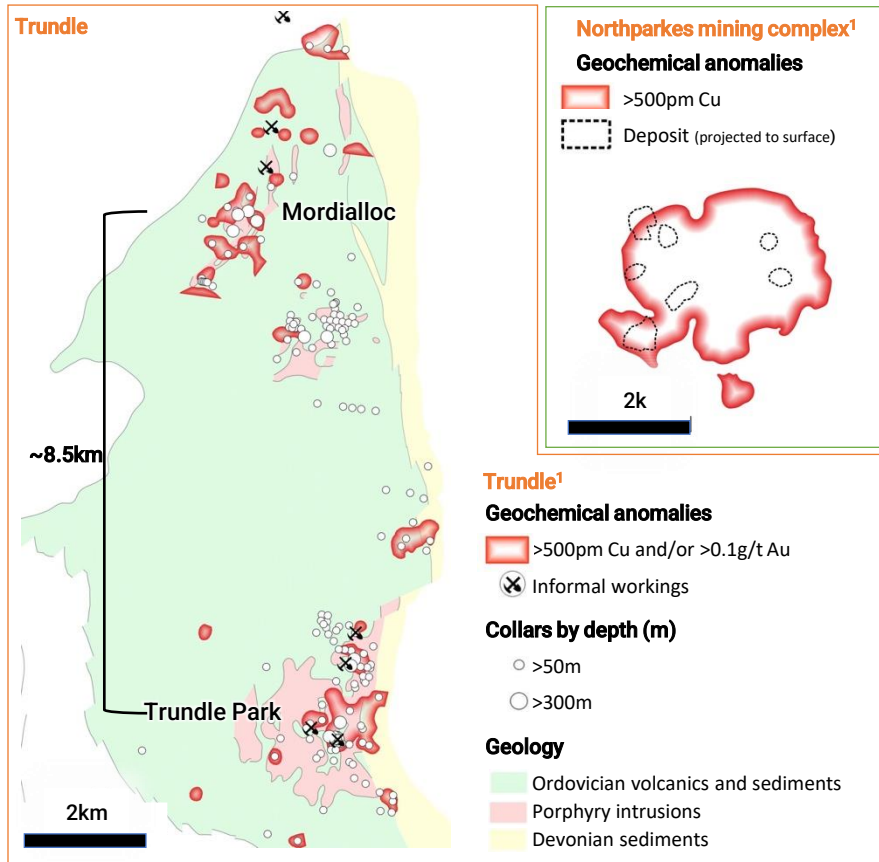 Trundle
Mordialloc
~8.5km
Trundle Park
2km
Northparkes mining complex¹
Geochemical anomalies
>500pm Cu
Deposit (projected to surface)
2k
Trundle¹
Geochemical anomalies
>500pm Cu and/or >0.1g/t Au
Informal workings
Collars by depth (m)
>50m
>300m
Geology
Ordovician volcanics and sediments
Porphyry intrusions
Devonian sediments